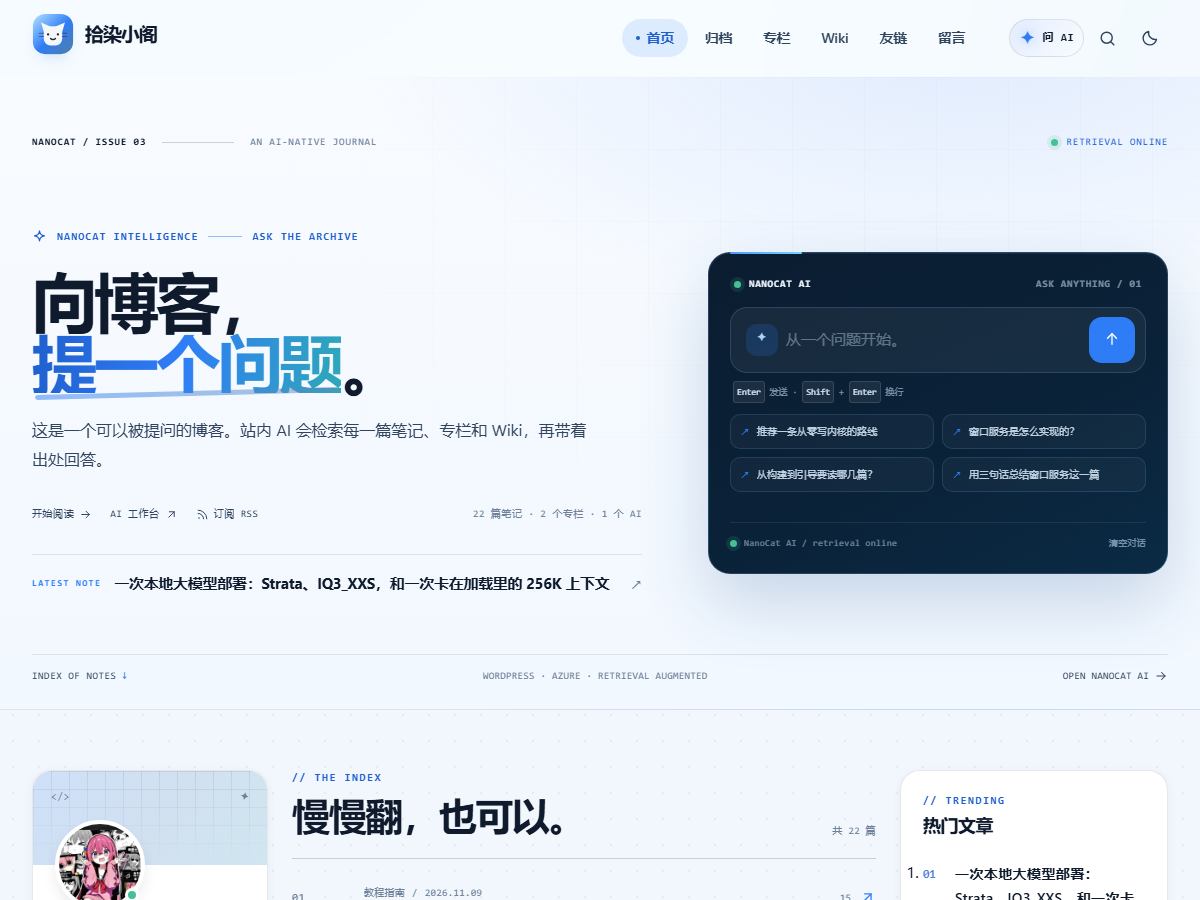 拾染小阁
首页 归档 专栏 Wiki 友链 留言 问 AI
NANOCAT / ISSUE 03 AN AI-NATIVE JOURNAL
RETRIEVAL ONLINE
NANOCAT INTELLIGENCE ASK THE ARCHIVE
向博客，
提一个问题。
这是一个可以被提问的博客。站内 AI 会检索每一篇笔记、专栏和 Wiki，再带着
出处回答。
开始阅读 → AI 工作台 ↗ 订阅 RSS
22 篇笔记 · 2 个专栏 · 1 个 AI
LATEST NOTE 一次本地大模型部署：Strata、IQ3_XXS，和一次卡在加载里的 256K 上下文 ↗
NANOCAT AI
ASK ANYTHING / 01
从一个问题开始。
Enter 发送 · Shift + Enter 换行
↗ 推荐一条从零写内核的路线
↗ 窗口服务是怎么实现的？
↗ 从构建到引导要读哪几篇？
↗ 用三句话总结窗口服务这一篇
NanoCat AI / retrieval online
清空对话
INDEX OF NOTES ↓
WORDPRESS · AZURE · RETRIEVAL AUGMENTED
OPEN NANOCAT AI →
</>
// THE INDEX
慢慢翻，也可以。
共 22 篇
01
教程指南 / 2026.11.09
15 ↗
// TRENDING
热门文章
1. 01 一次本地大模型部署：
Strata、IQ3_XXS，和一次卡